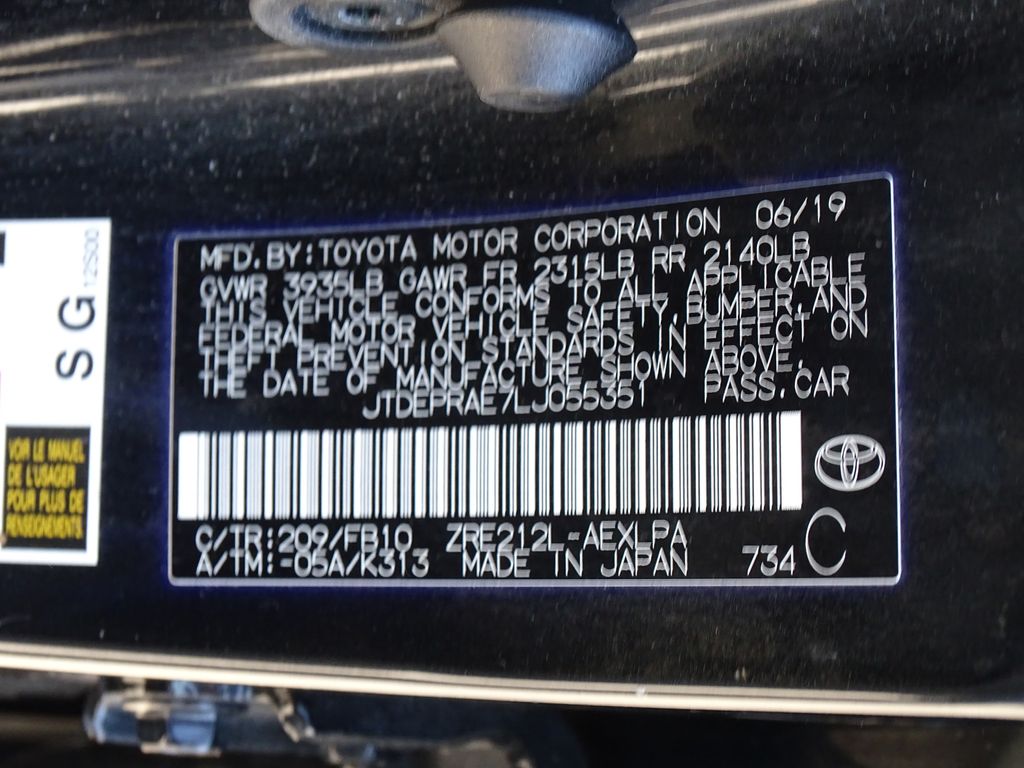 MFD.BY:TOYOTA MOTOR CORPORATION 06/19
GVWR 3935LB GAWR FR 2315LB RR 2140LB
THIS VEHICLE CONFORMS TO ALL APPLICABLE
FEDERAL MOTOR VEHICLE SAFETY,BUMPER,AND
THEFT PREVENTION STANDARDS IN EFFECT ON
THE DATE OF MANUFACTURE SHOWN ABOVE.
JTDEPRAE7LJ055351 PASS.CAR
C/TR:209/FB10 ZRE212L-AEXLPA
A/TM:-05A/K313 MADE IN JAPAN 734 C
SG 12S00
VOIR LE MANUEL
DE L'USAGER
POUR PLUS DE
RENSEIGNEMENTS.